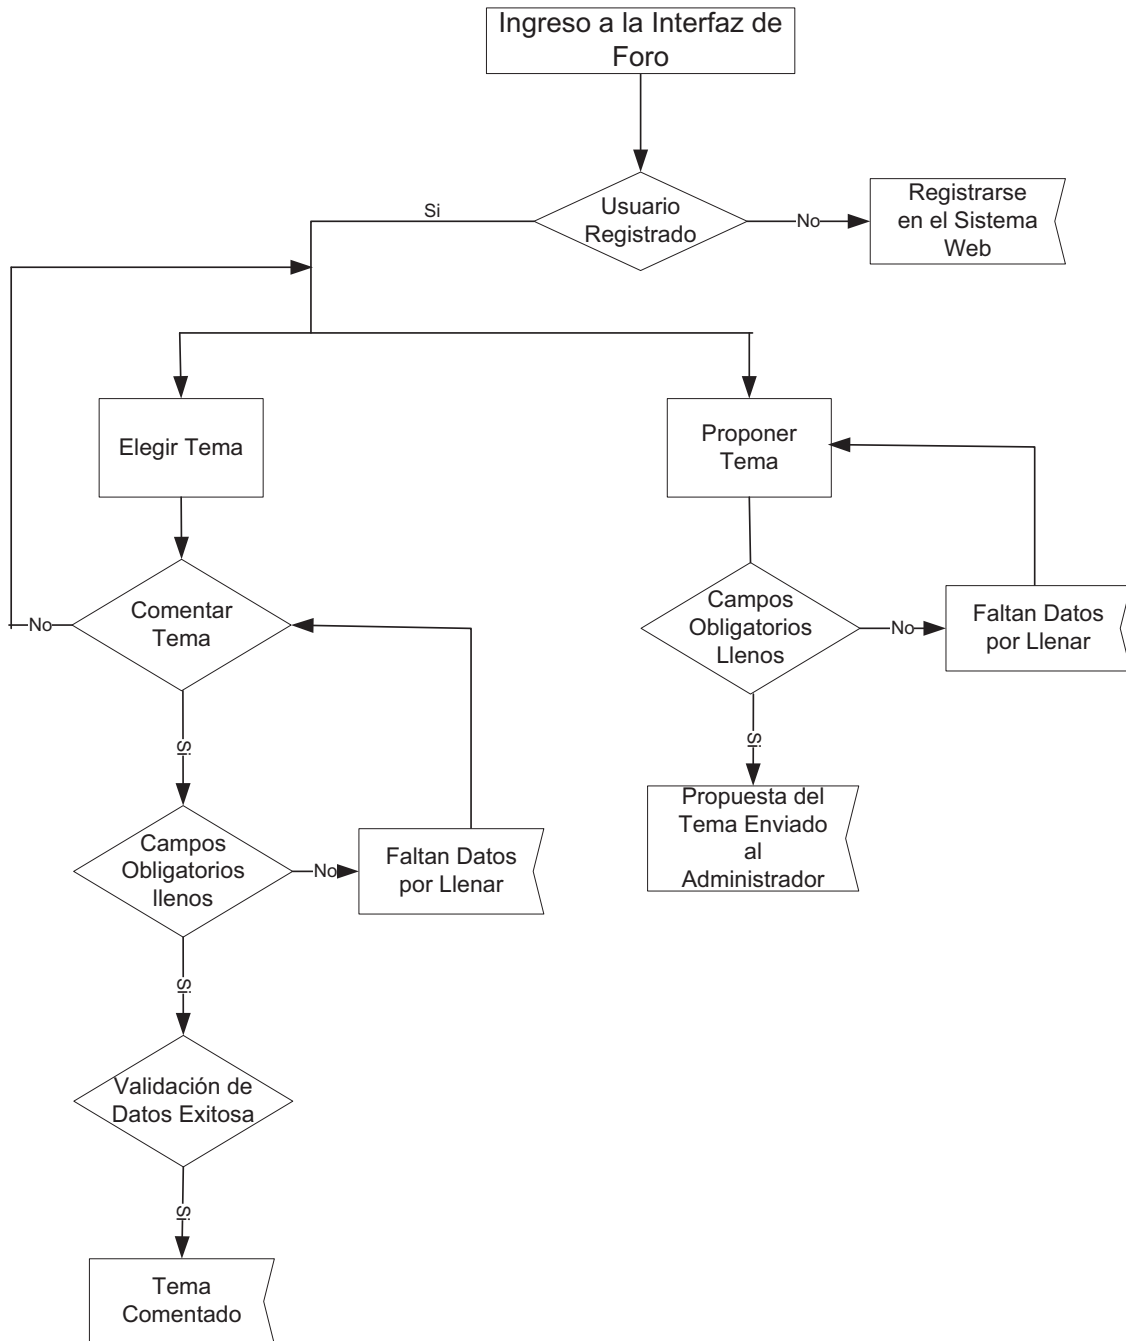 Ingreso a la Interfaz de
Foro
Usuario
Registrado
Si
No
Registrarse
en el Sistema
Web
Elegir Tema
Proponer
Tema
Comentar
Tema
No
Campos
Obligatorios
Llenos
No
Faltan Datos
por Llenar
Si
Si
Propuesta del
Tema Enviado
al
Administrador
Campos
Obligatorios
llenos
No
Faltan Datos
por Llenar
Si
Validación de
Datos Exitosa
Si
Tema
Comentado